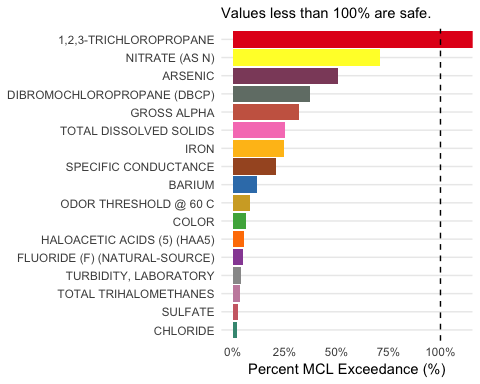 Values less than 100% are safe.
1,2,3-TRICHLOROPROPANE
NITRATE (AS N)
ARSENIC
DIBROMOCHLOROPROPANE (DBCP)
GROSS ALPHA
TOTAL DISSOLVED SOLIDS
IRON
SPECIFIC CONDUCTANCE
BARIUM
ODOR THRESHOLD @ 60 C
COLOR
HALOACETIC ACIDS (5) (HAA5)
FLUORIDE (F) (NATURAL-SOURCE)
TURBIDITY, LABORATORY
TOTAL TRIHALOMETHANES
SULFATE
CHLORIDE
0% 25% 50% 75% 100%
Percent MCL Exceedance (%)